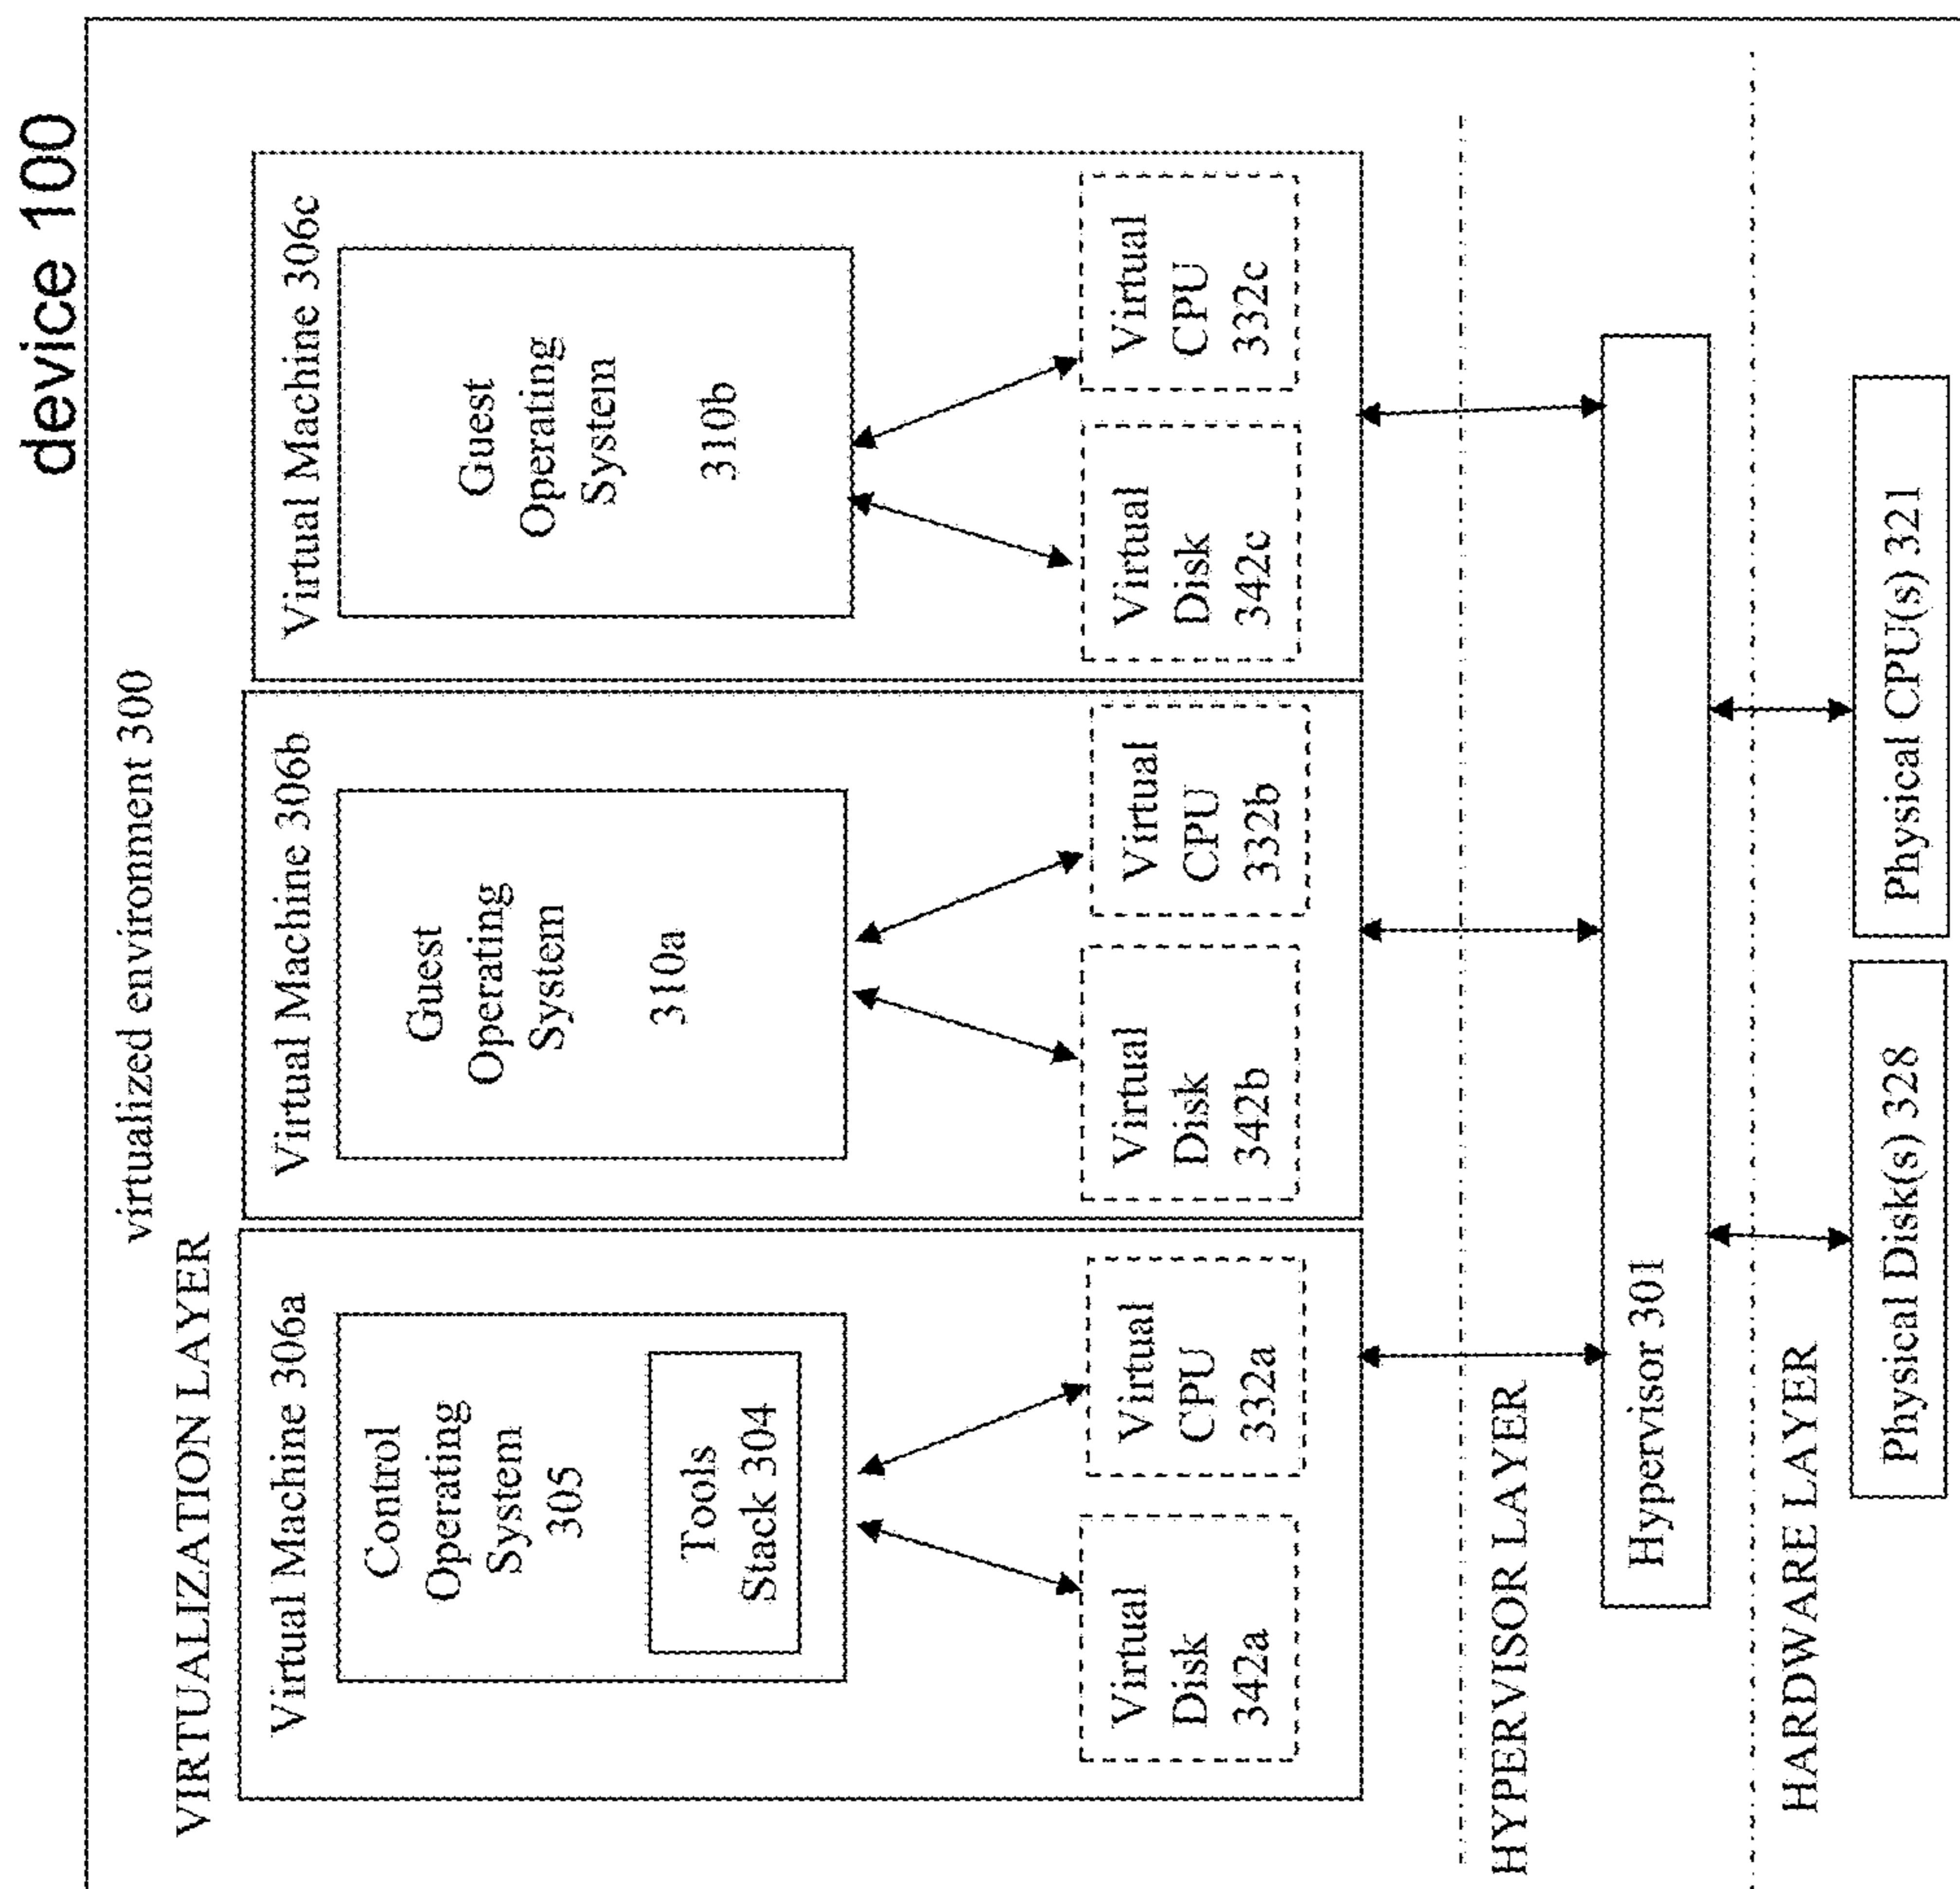 device 100
virtualized environment 300
VIRTUALIZATION LAYER
Virtual Machine 306a
Control
Operating
System
305
Tools
Stack 304
Virtual
Disk
342a
Virtual
CPU
332a
Virtual Machine 306b
Guest
Operating
System
310a
Virtual
Disk
342b
Virtual
CPU
332b
Virtual Machine 306c
Guest
Operating
System
310b
Virtual
Disk
342c
Virtual
CPU
332c
HYPERVISOR LAYER
Hypervisor 301
HARDWARE LAYER
Physical Disk(s) 328
Physical CPU(s) 321